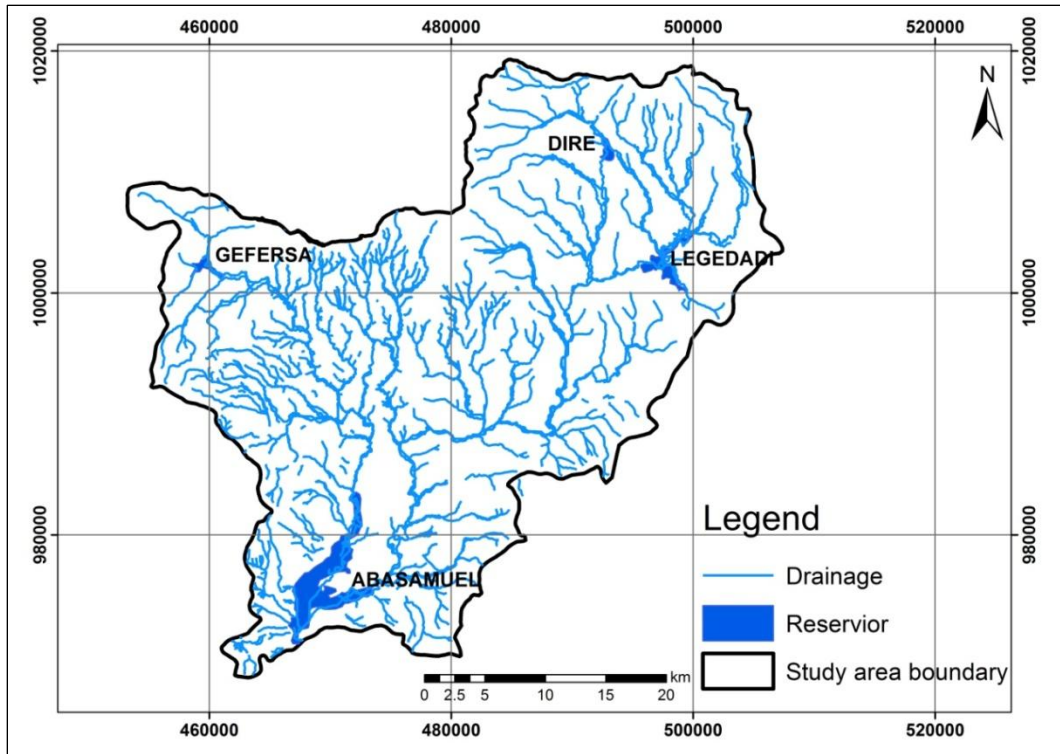 460000 480000 500000 520000
1020000 1020000
N
DIRE
GEFERSA
LEGEDADI
1000000 1000000
Legend
980000 980000
Drainage
ABASAMUEL
Reservior
Study area boundary
km
0 2.5 5 10 15 20
460000 480000 500000 520000